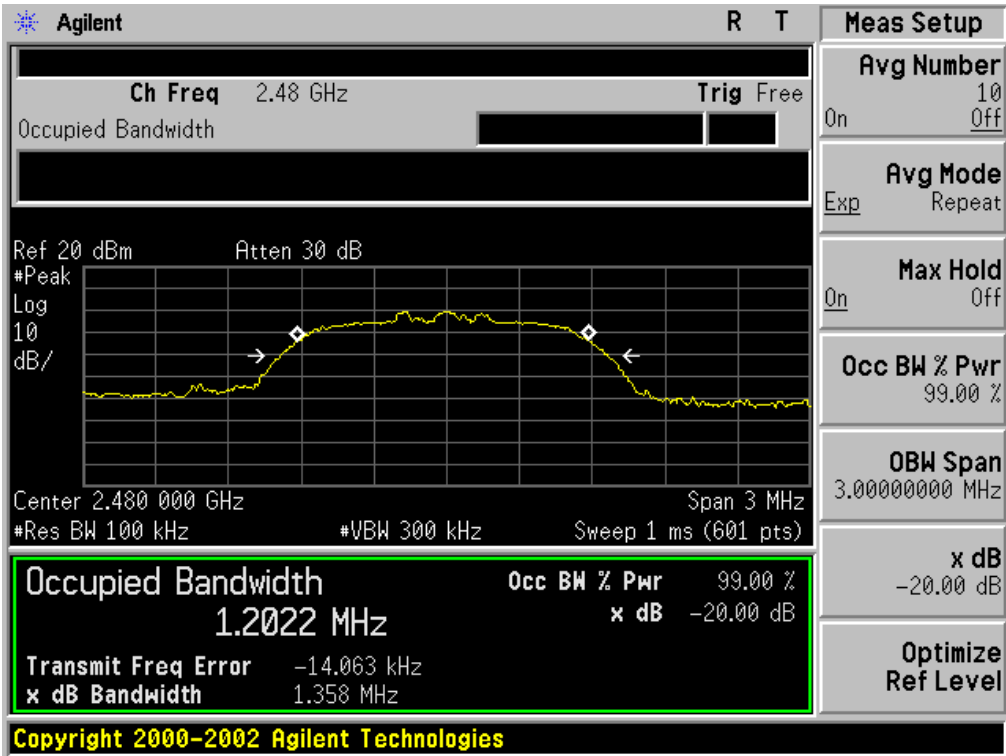 Agilent R T
Meas Setup
Ch Freq 2.48 GHz Trig Free
Occupied Bandwidth
Ref 20 dBm Atten 30 dB
#Peak
Log
10
dB/
Center 2.480 000 GHz Span 3 MHz
#Res BW 100 kHz #VBW 300 kHz Sweep 1 ms (601 pts)
Occupied Bandwidth Occ BW % Pwr 99.00 %
1.2022 MHz x dB -20.00 dB
Transmit Freq Error -14.063 kHz
x dB Bandwidth 1.358 MHz
Copyright 2000-2002 Agilent Technologies
Avg Number
10
On Off
Avg Mode
Exp Repeat
Max Hold
On Off
Occ BW % Pwr
99.00 %
OBW Span
3.00000000 MHz
x dB
-20.00 dB
Optimize
Ref Level